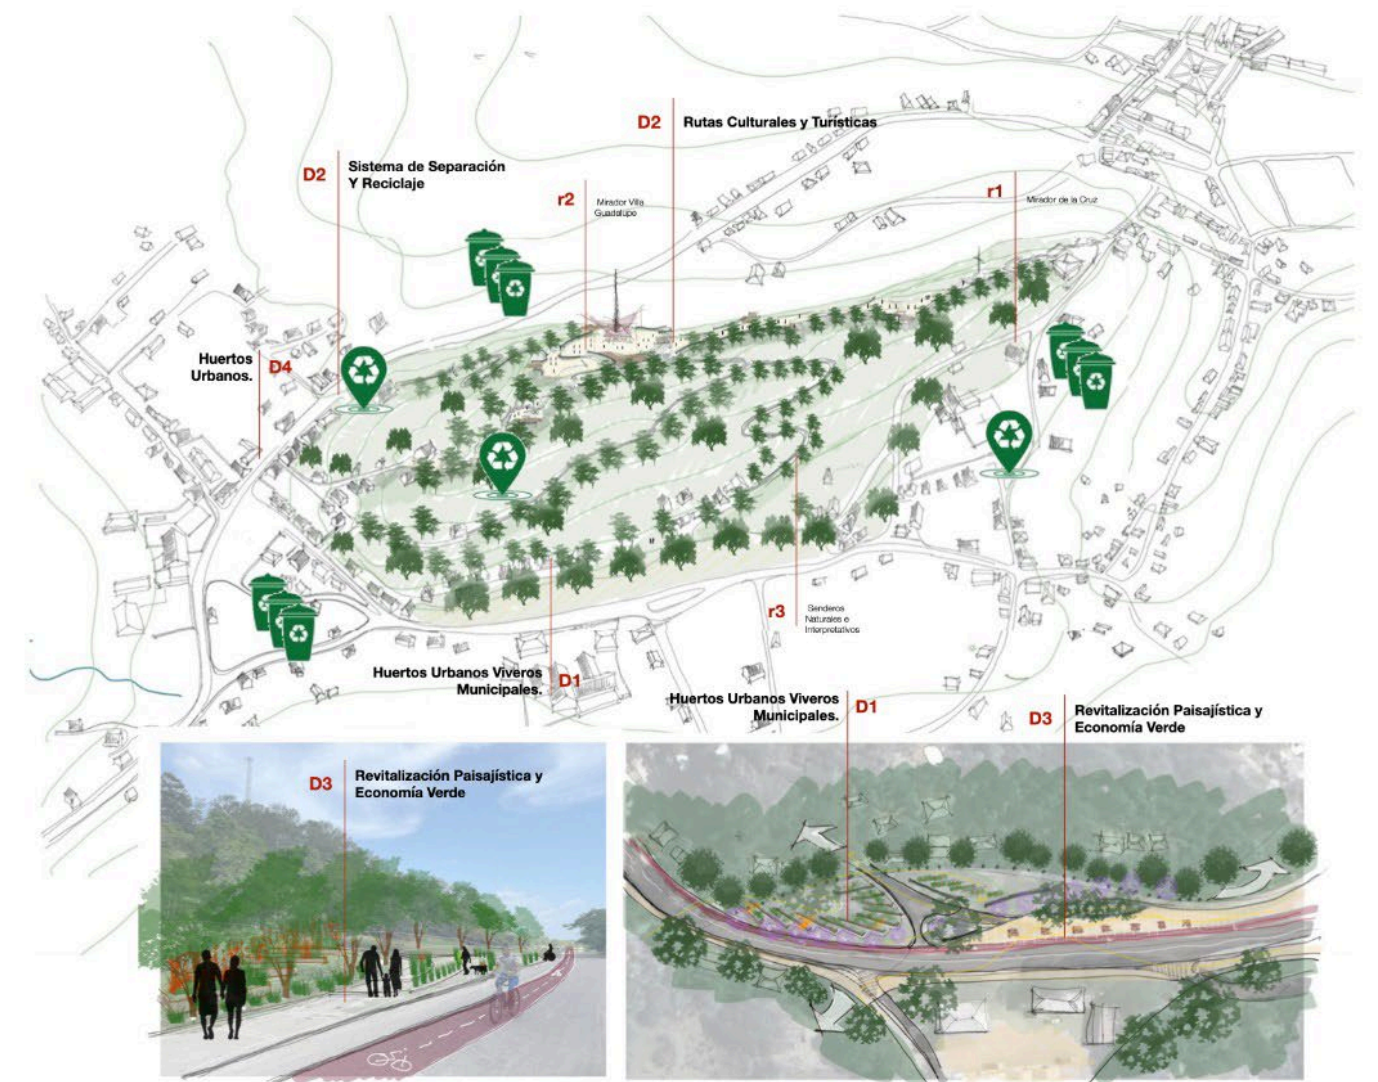 D2 Rutas Culturales y Turísticas
D2 Sistema de Separación
Y Reciclaje
r2 Mirador Villa
Guadalupe
r1 Mirador de la Cruz
Huertos D4
Urbanos.
r3 Senderos
Naturales e
Interpretativos
Huertos Urbanos Viveros D1
Municipales.
Huertos Urbanos Viveros D1
Municipales.
D3 Revitalización Paisajística y
Economía Verde
D3 Revitalización Paisajística y
Economía Verde